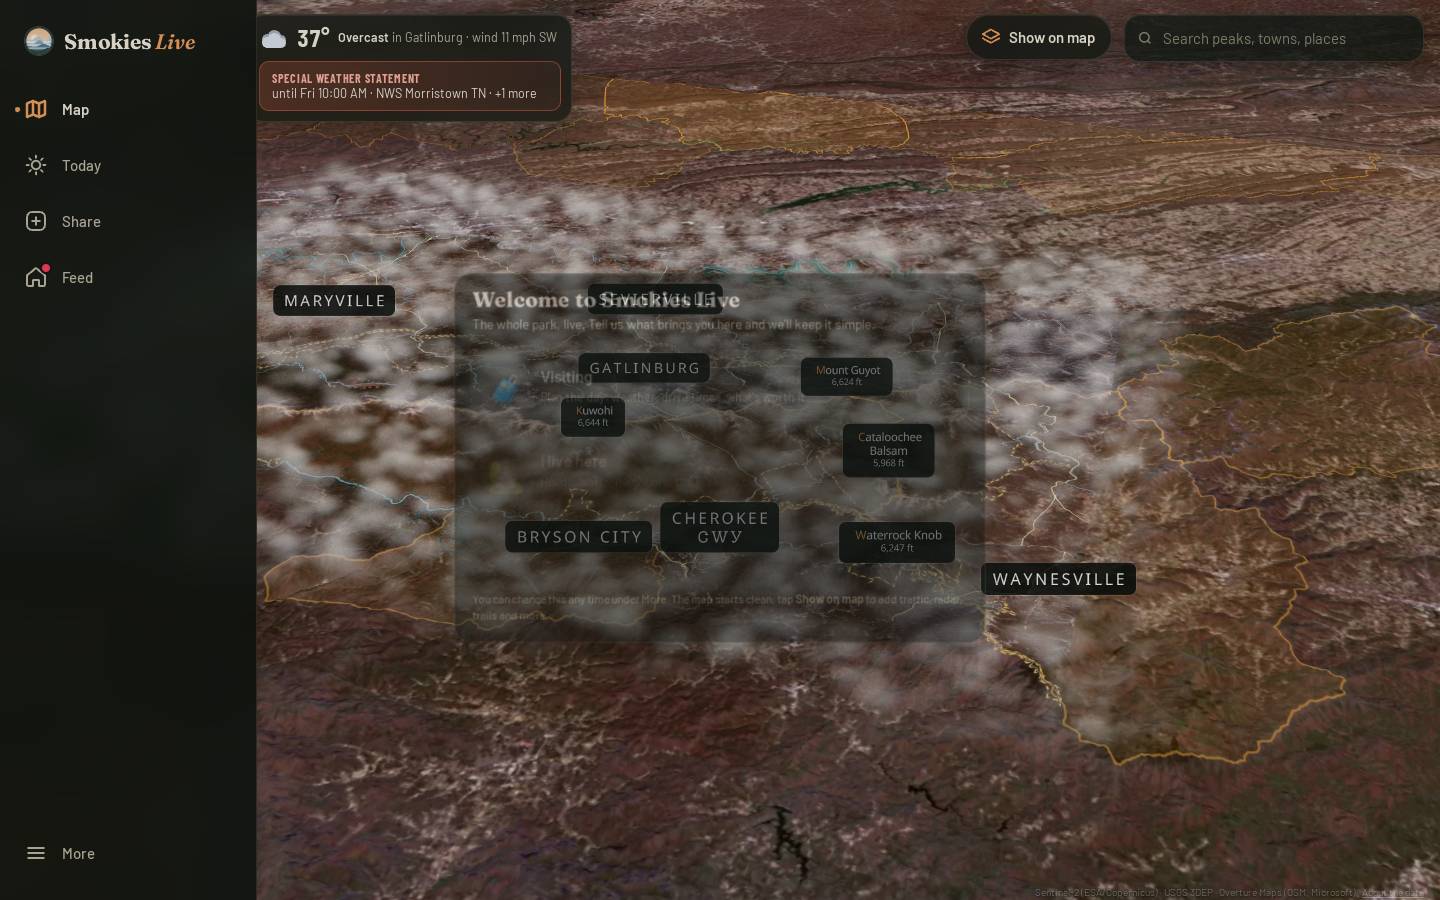 Smokies Live
Map
Today
Share
Feed
More
37° Overcast in Gatlinburg · wind 11 mph SW
SPECIAL WEATHER STATEMENT
until Fri 10:00 AM · NWS Morristown TN · +1 more
Show on map
Search peaks, towns, places
MARYVILLE
SEVIERVILLE
Welcome to Smokies Live
The whole park, live. Tell us what brings you here and we'll keep it simple.
GATLINBURG
Visiting
Mount Guyot
6,624 ft
Kuwohi
6,644 ft
Cataloochee
Balsam
5,968 ft
I live here
BRYSON CITY
CHEROKEE
ᏣᎳᎩ
Waterrock Knob
6,247 ft
WAYNESVILLE
You can change this any time under More. The map starts clean; tap Show on map to add traffic, radar,
trails and more.
Sentinel-2 (ESA/Copernicus) · USGS 3DEP · Overture Maps (OSM, Microsoft) · About the data